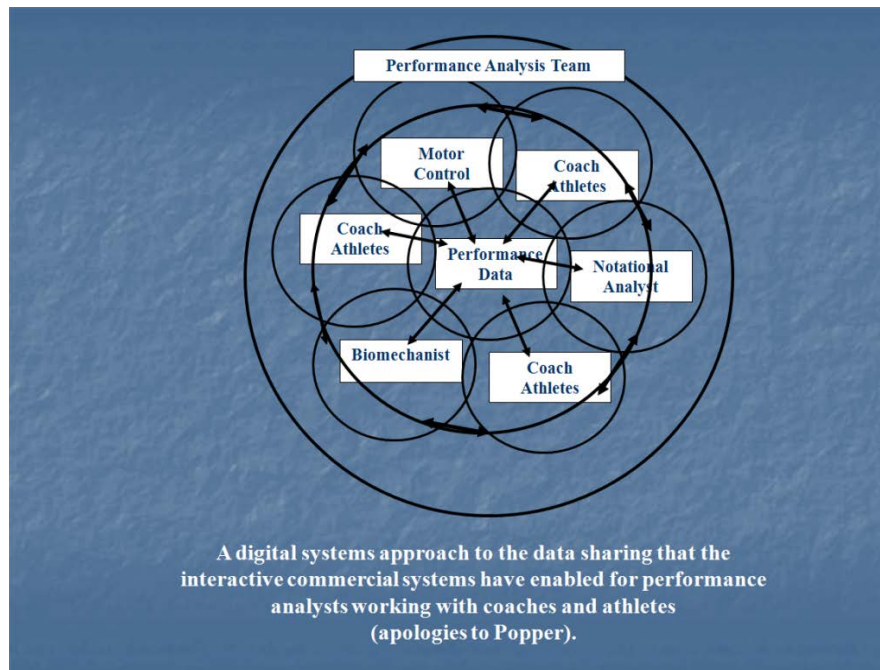 Performance Analysis Team
Motor
Control
Coach
Athletes
Coach
Athletes
Performance
Data
Notational
Analyst
Biomechanist
Coach
Athletes
A digital systems approach to the data sharing that the
interactive commercial systems have enabled for performance
analysts working with coaches and athletes
(apologies to Popper).